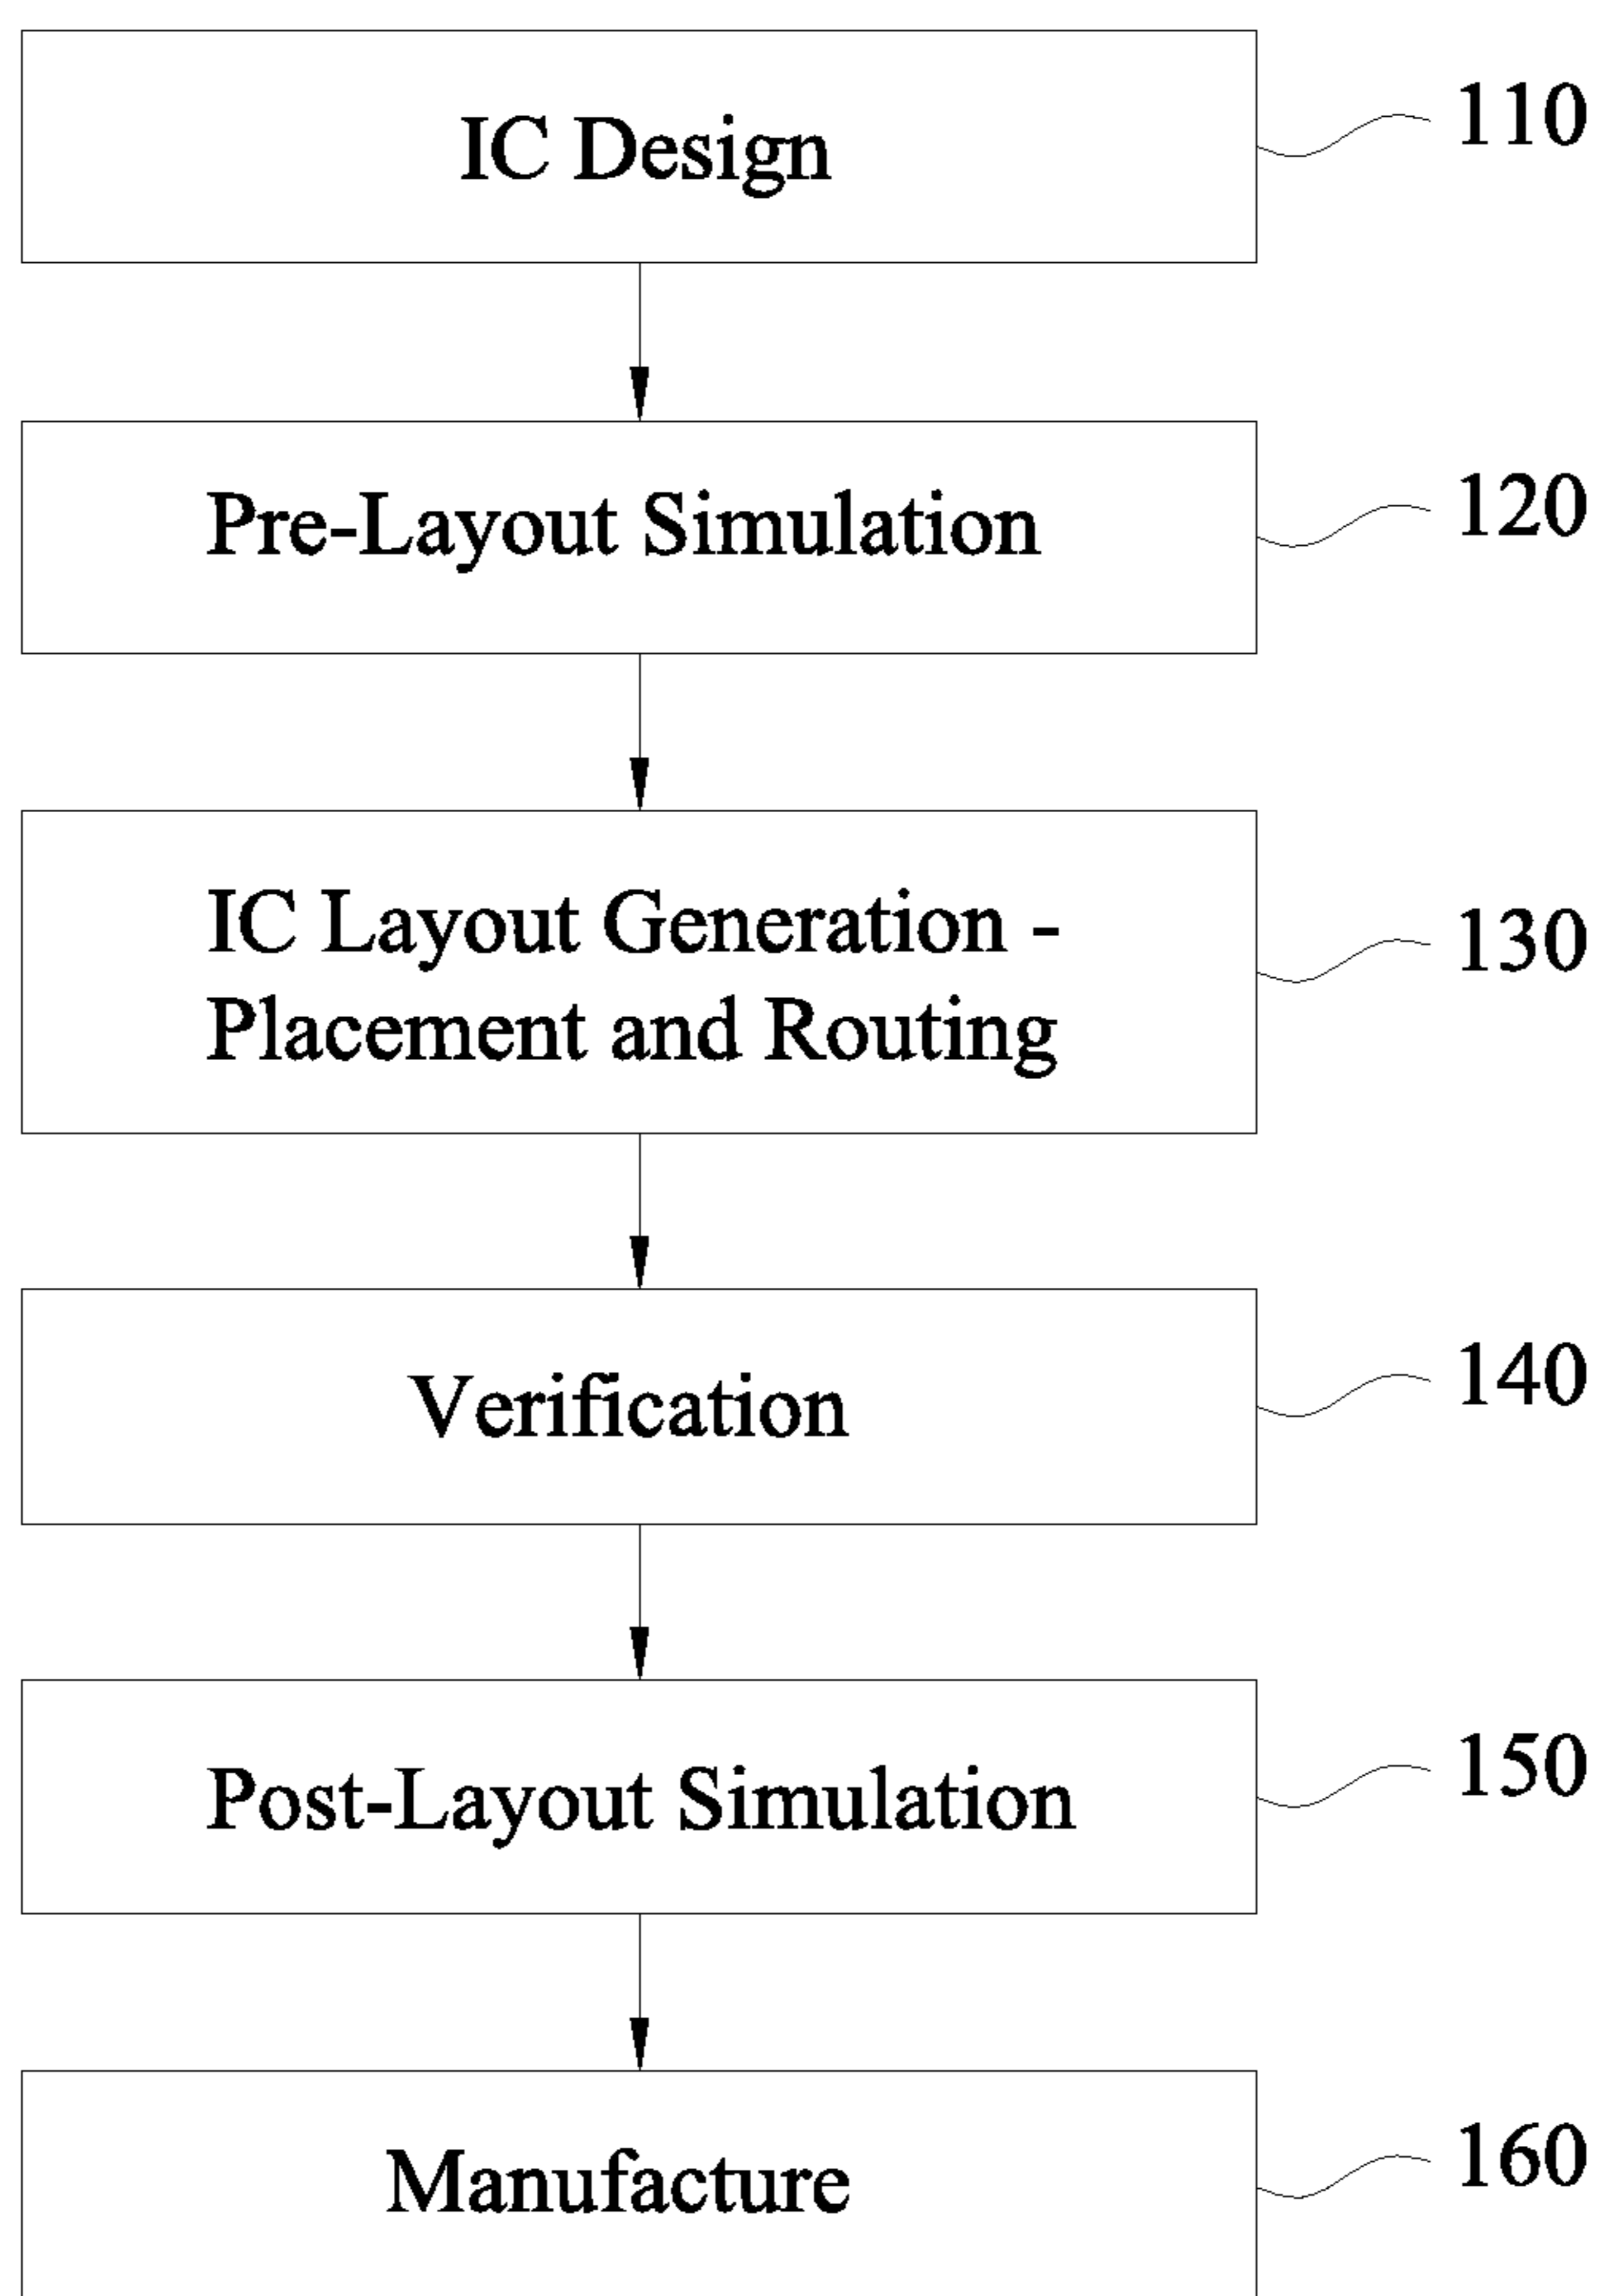 IC Design
110
Pre-Layout Simulation
120
IC Layout Generation -
Placement and Routing
130
Verification
140
Post-Layout Simulation
150
Manufacture
160